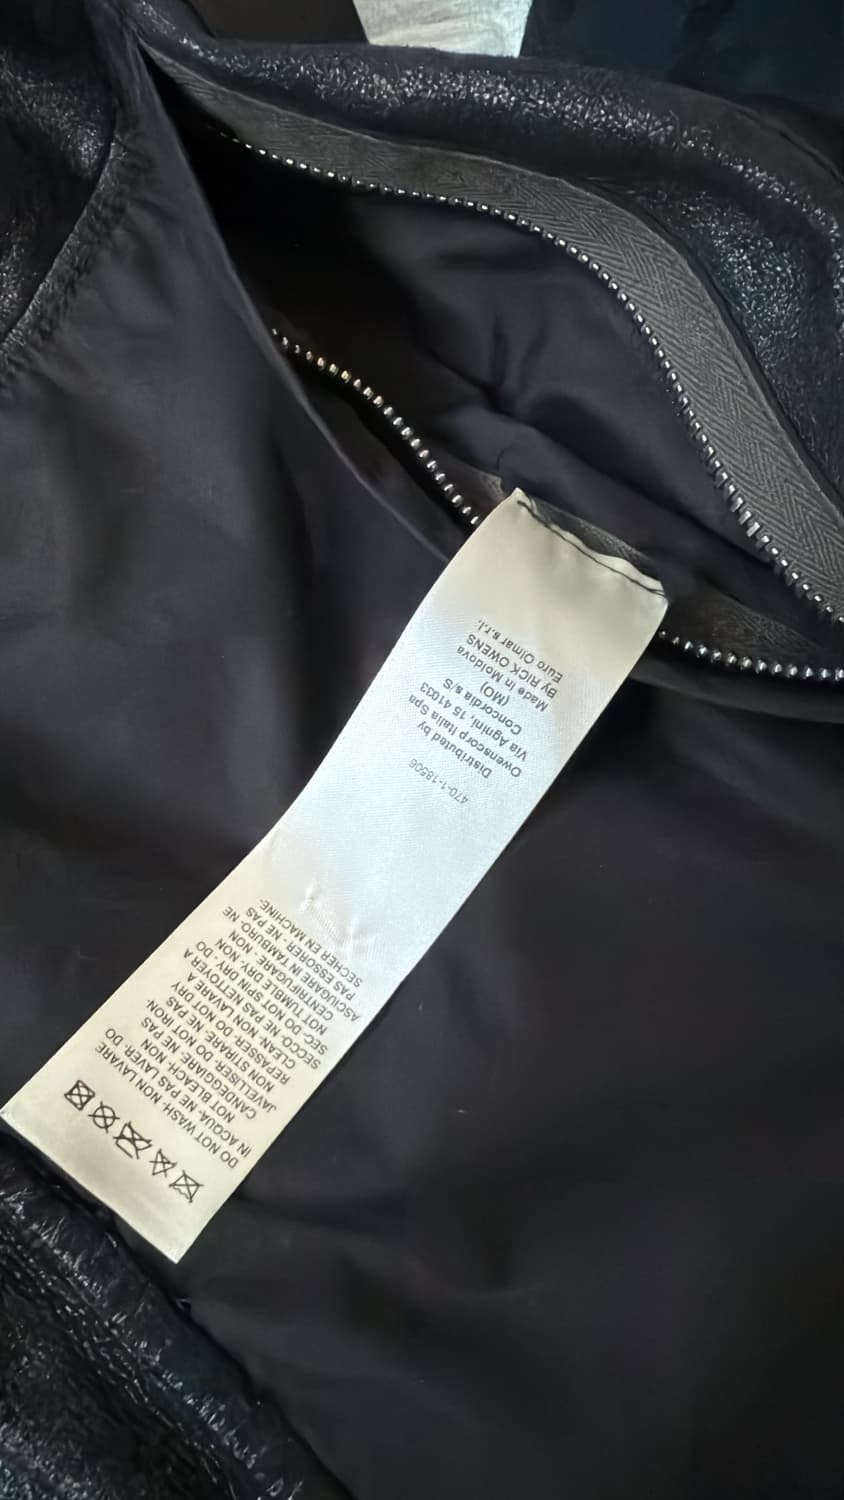 DO NOT WASH- NON LAVARE
IN ACQUA- NE PAS LAVER- DO
NOT BLEACH- NON
CANDEGGIARE- NE PAS
JAVELLISER- DO NOT IRON-
NON STIRARE- NE PAS
REPASSER DO NOT DRY
CLEAN- NON LAVARE A
SECCO- NE PAS NETTOYER A
SEC- DO NOT SPIN DRY- DO
NOT TUMBLE DRY- NON
CENTRIFUGARE- NON
ASCIUGARE IN TAMBURO- NE
PAS ESSORER - NE PAS
SECHER EN MACHINE-
470-1-18506
Distributed by
Owenscorp Italia Spa
Via Agnini, 15 41033
Concordia s/S
(MO)
Made in Moldova
By RICK OWENS
Euro Olmar s.r.l.